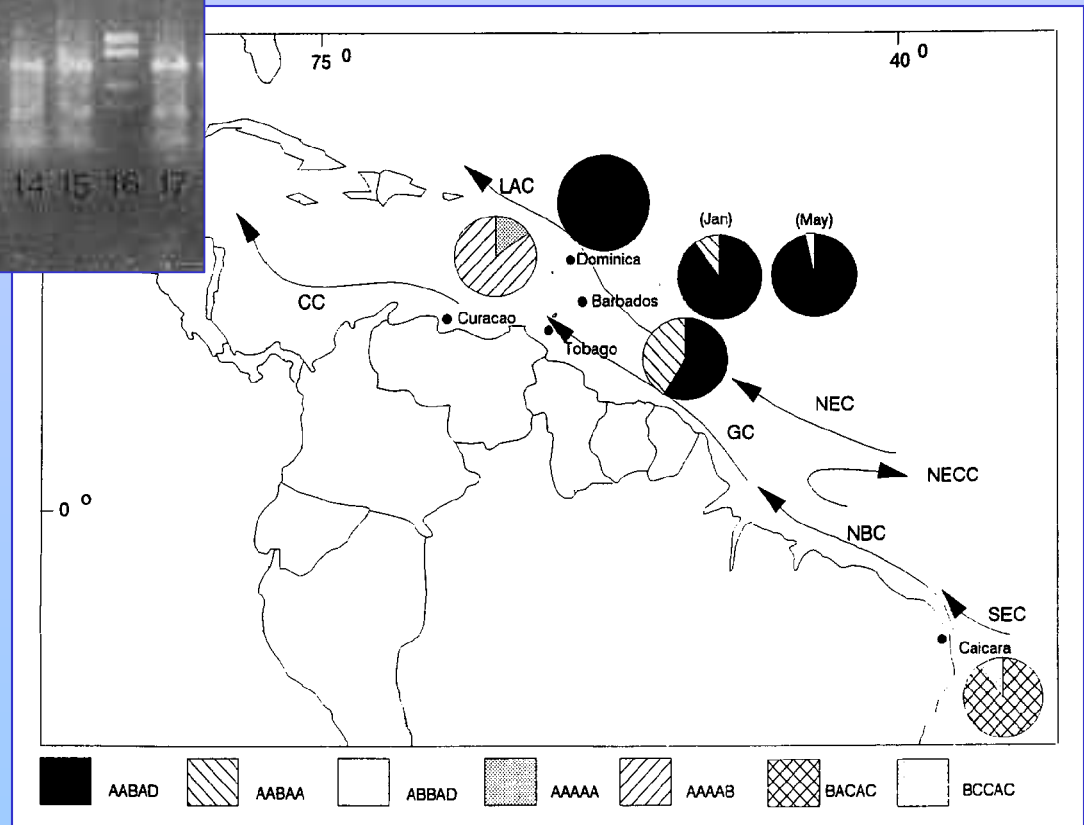 14 15 16 17
75 0
40 0
LAC
(Jan)
(May)
Dominica
Barbados
CC
Curacao
Tobago
NEC
GC
NECC
0 o
NBC
SEC
Caicara
AABAD
AABAA
ABBAD
AAAAA
AAAAB
BACAC
BCCAC